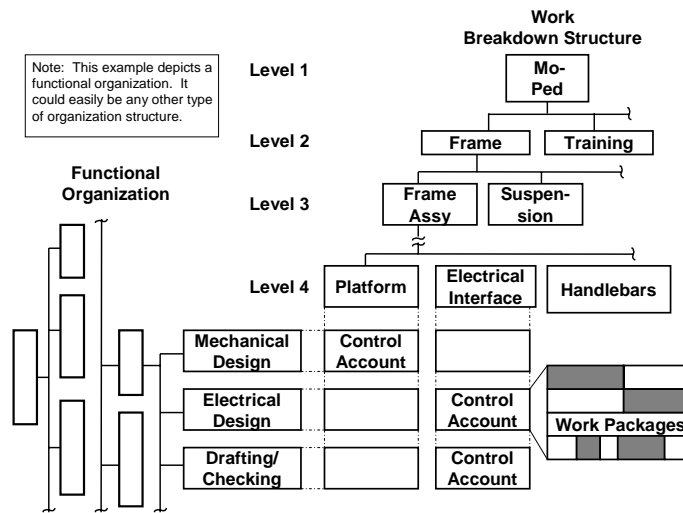 Work
Breakdown Structure
Note: This example depicts a
functional organization. It
could easily be any other type
of organization structure.
Level 1
Mo-
Ped
Level 2
Frame
Training
Functional
Organization
Level 3
Frame
Assy
Suspen-
sion
Level 4
Platform
Electrical
Interface
Handlebars
Mechanical
Design
Control
Account
Electrical
Design
Control
Account
Work Packages
Drafting/
Checking
Control
Account